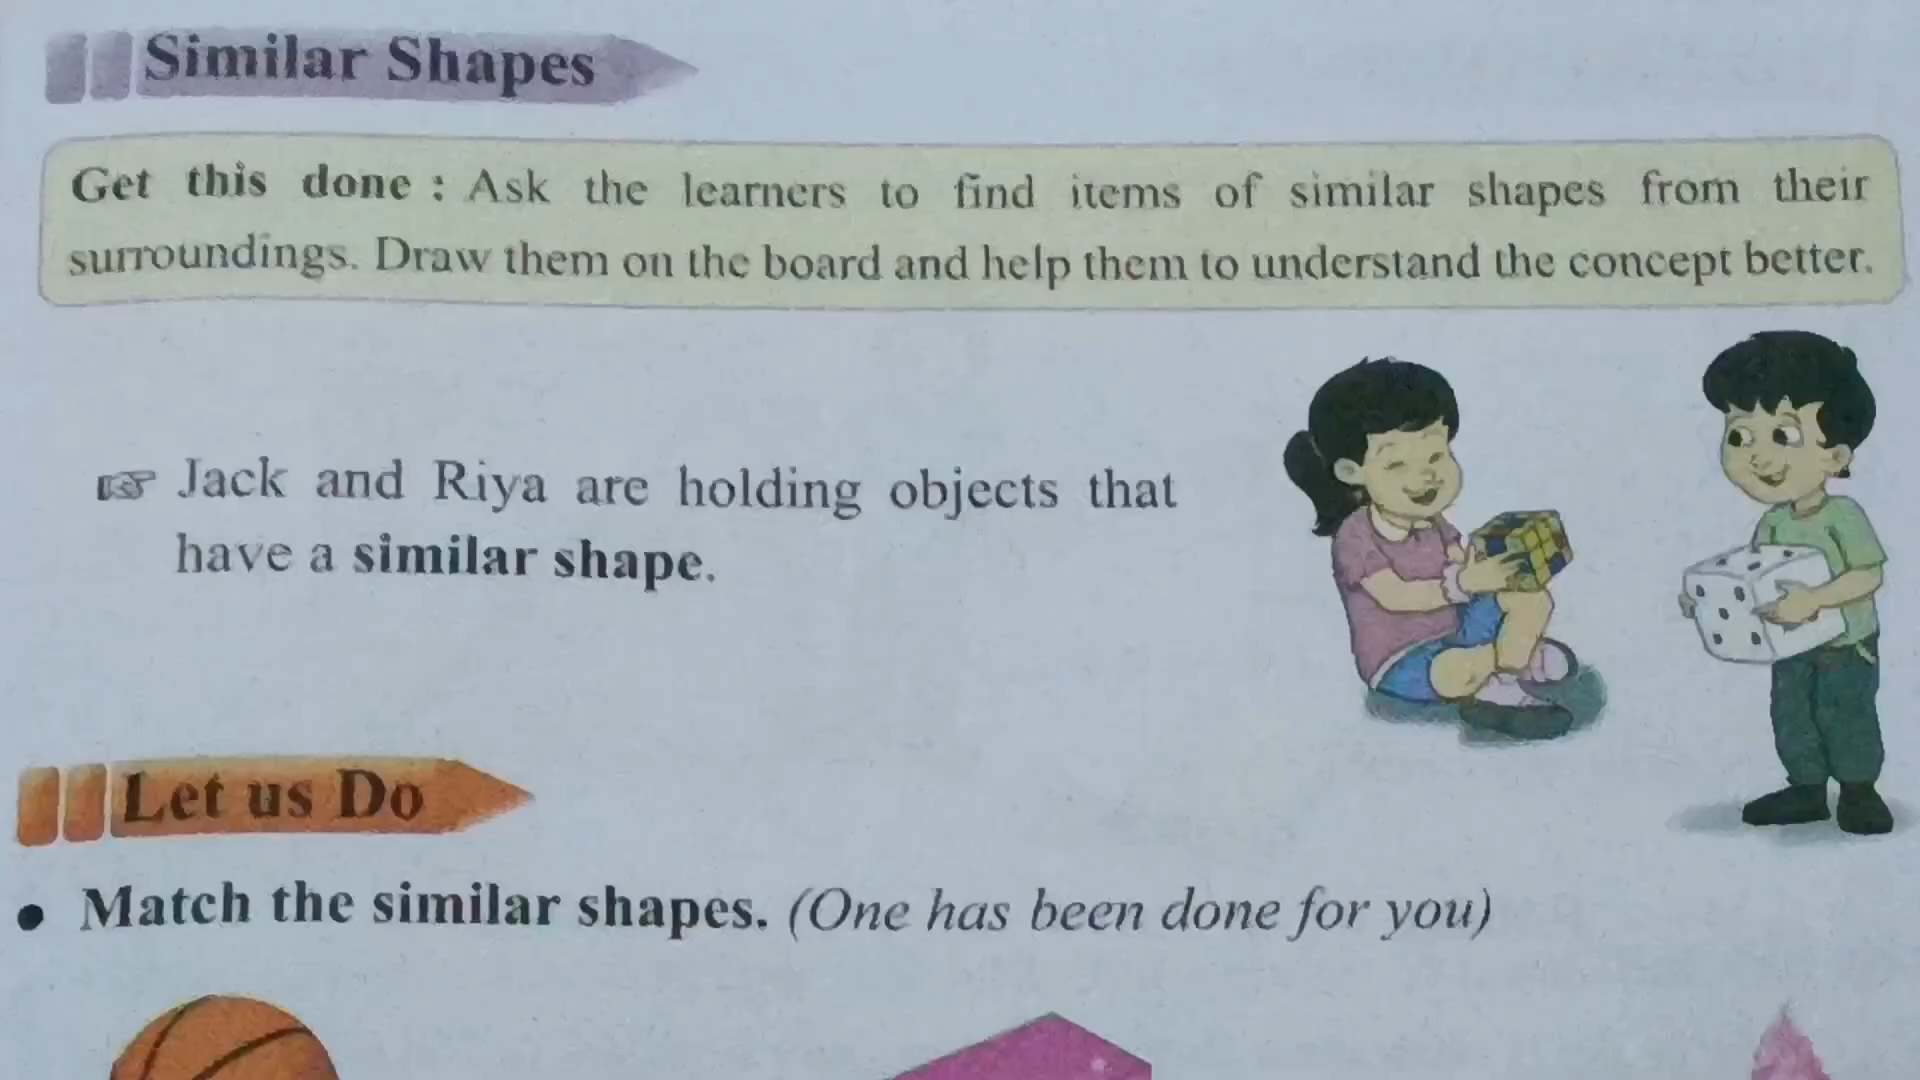 Similar Shapes
Get this done : Ask the learners to find items of similar shapes from their
surroundings. Draw them on the board and help them to understand the concept better.
☞ Jack and Riya are holding objects that
have a similar shape.
Let us Do
• Match the similar shapes. (One has been done for you)